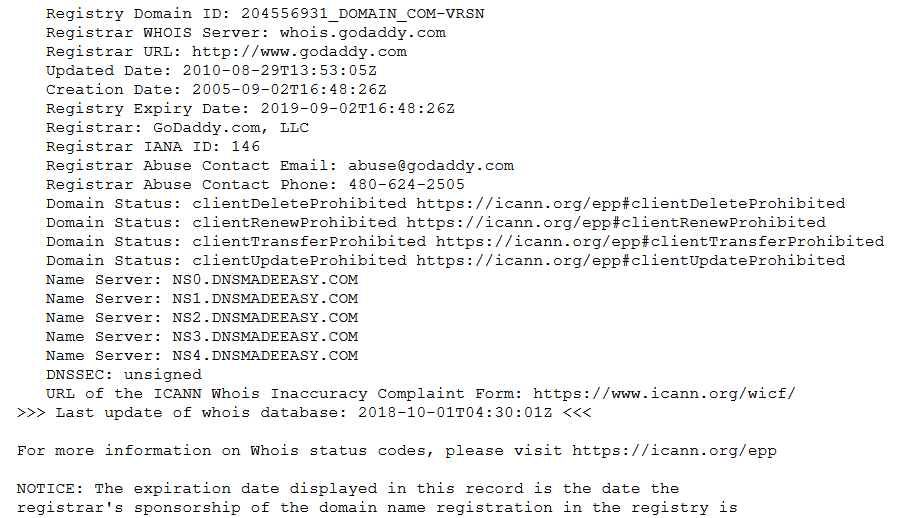 Registry Domain ID: 204556931_DOMAIN_COM-VRSN
Registrar WHOIS Server: whois.godaddy.com
Registrar URL: http://www.godaddy.com
Updated Date: 2010-08-29T13:53:05Z
Creation Date: 2005-09-02T16:48:26Z
Registry Expiry Date: 2019-09-02T16:48:26Z
Registrar: GoDaddy.com, LLC
Registrar IANA ID: 146
Registrar Abuse Contact Email: abuse@godaddy.com
Registrar Abuse Contact Phone: 480-624-2505
Domain Status: clientDeleteProhibited https://icann.org/epp#clientDeleteProhibited
Domain Status: clientRenewProhibited https://icann.org/epp#clientRenewProhibited
Domain Status: clientTransferProhibited https://icann.org/epp#clientTransferProhibited
Domain Status: clientUpdateProhibited https://icann.org/epp#clientUpdateProhibited
Name Server: NS0.DNSMADEEASY.COM
Name Server: NS1.DNSMADEEASY.COM
Name Server: NS2.DNSMADEEASY.COM
Name Server: NS3.DNSMADEEASY.COM
Name Server: NS4.DNSMADEEASY.COM
DNSSEC: unsigned
URL of the ICANN Whois Inaccuracy Complaint Form: https://www.icann.org/wicf/
>>> Last update of whois database: 2018-10-01T04:30:01Z <<<
For more information on Whois status codes, please visit https://icann.org/epp
NOTICE: The expiration date displayed in this record is the date the
registrar's sponsorship of the domain name registration in the registry is